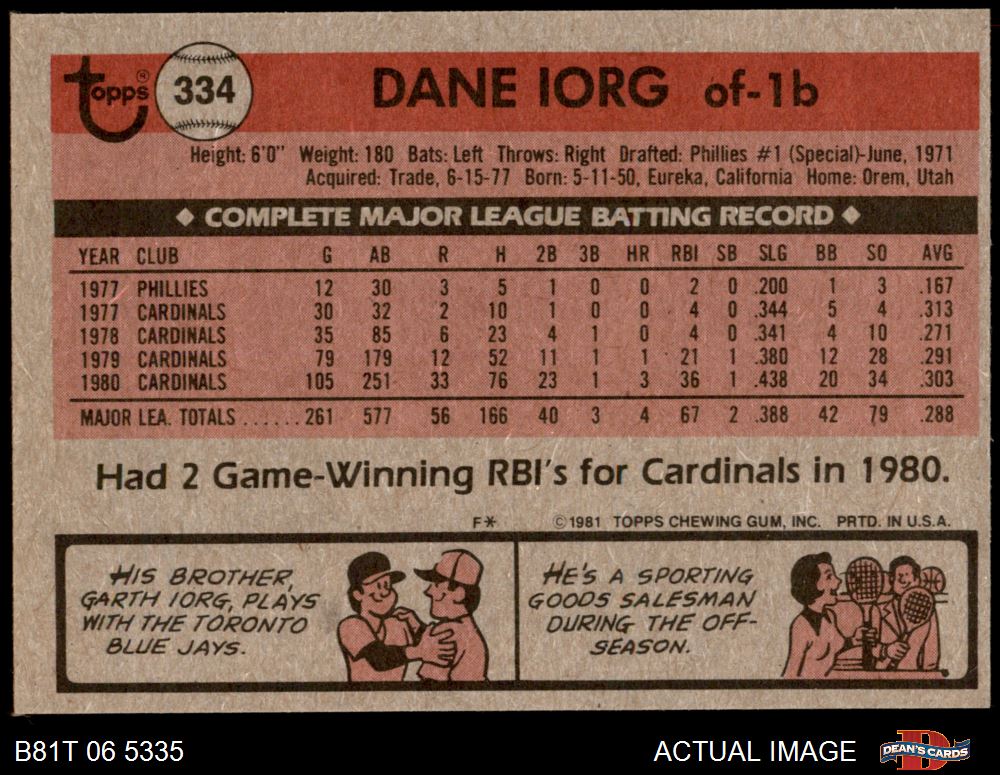 topps® 334 DANE IORG of-1b
Height: 6'0" Weight: 180 Bats: Left Throws: Right Drafted: Phillies #1 (Special)-June, 1971
Acquired: Trade, 6-15-77 Born: 5-11-50, Eureka, California Home: Orem, Utah
◆ COMPLETE MAJOR LEAGUE BATTING RECORD ◆
YEAR CLUB G AB R H 2B 3B HR RBI SB SLG BB SO AVG
1977 PHILLIES 12 30 3 5 1 0 0 2 0 .200 1 3 .167
1977 CARDINALS 30 32 2 10 1 0 0 4 0 .344 5 4 .313
1978 CARDINALS 35 85 6 23 4 1 0 4 0 .341 4 10 .271
1979 CARDINALS 79 179 12 52 11 1 1 21 1 .380 12 28 .291
1980 CARDINALS 105 251 33 76 23 1 3 36 1 .438 20 34 .303
MAJOR LEA. TOTALS ...... 261 577 56 166 40 3 4 67 2 .388 42 79 .288
Had 2 Game-Winning RBI's for Cardinals in 1980.
F* ©1981 TOPPS CHEWING GUM, INC. PRTD. IN U.S.A.
HIS BROTHER,
GARTH IORG, PLAYS
WITH THE TORONTO
BLUE JAYS.
HE'S A SPORTING
GOODS SALESMAN
DURING THE OFF-
SEASON.
B81T 06 5335 ACTUAL IMAGE DEAN'S CARDS